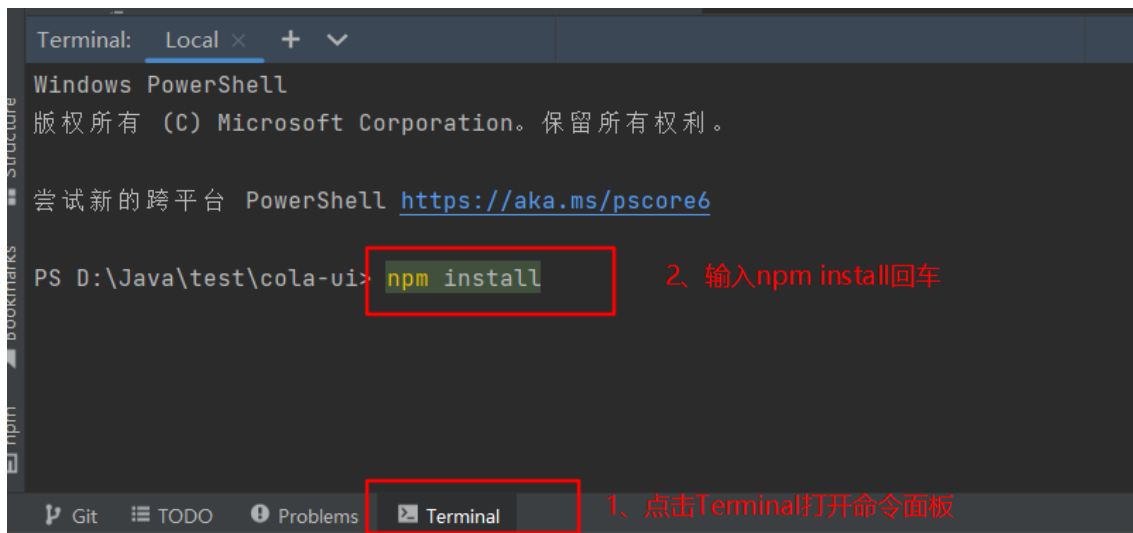 Terminal: Local × +
Windows PowerShell
版权所有 (C) Microsoft Corporation。保留所有权利。
尝试新的跨平台 PowerShell https://aka.ms/pscore6
PS D:\Java\test\cola-ui> npm install
2、输入npm install回车
Structure
Bookmarks
npm
1、点击Terminal打开命令面板
Git TODO Problems Terminal